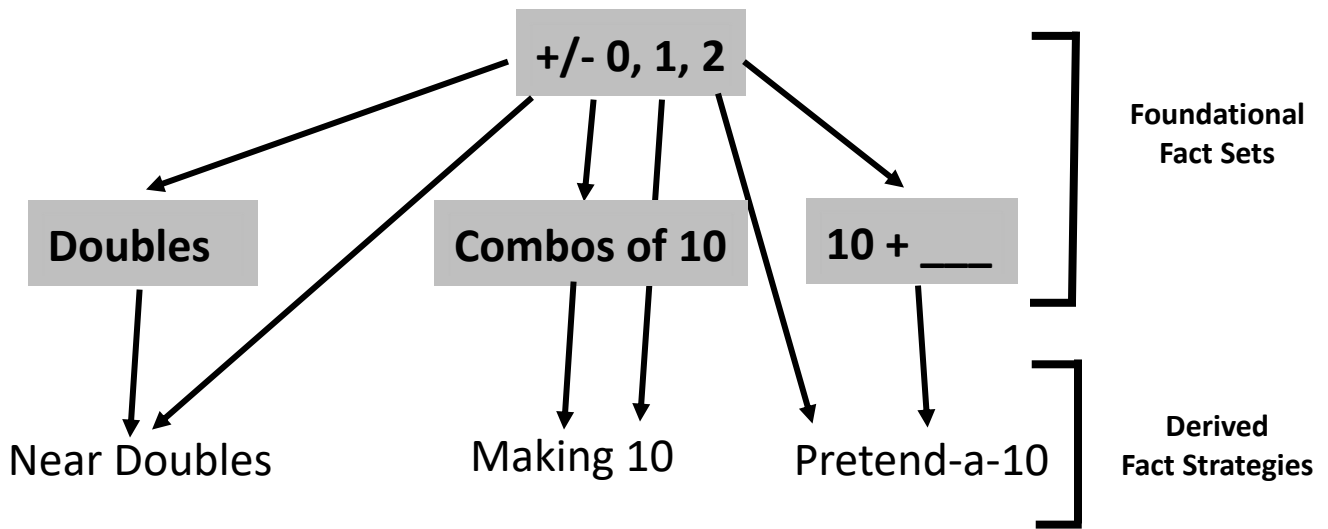 +/- 0, 1, 2
Foundational
Fact Sets
Doubles
Combos of 10
10 + ___
Near Doubles
Making 10
Pretend-a-10
Derived
Fact Strategies